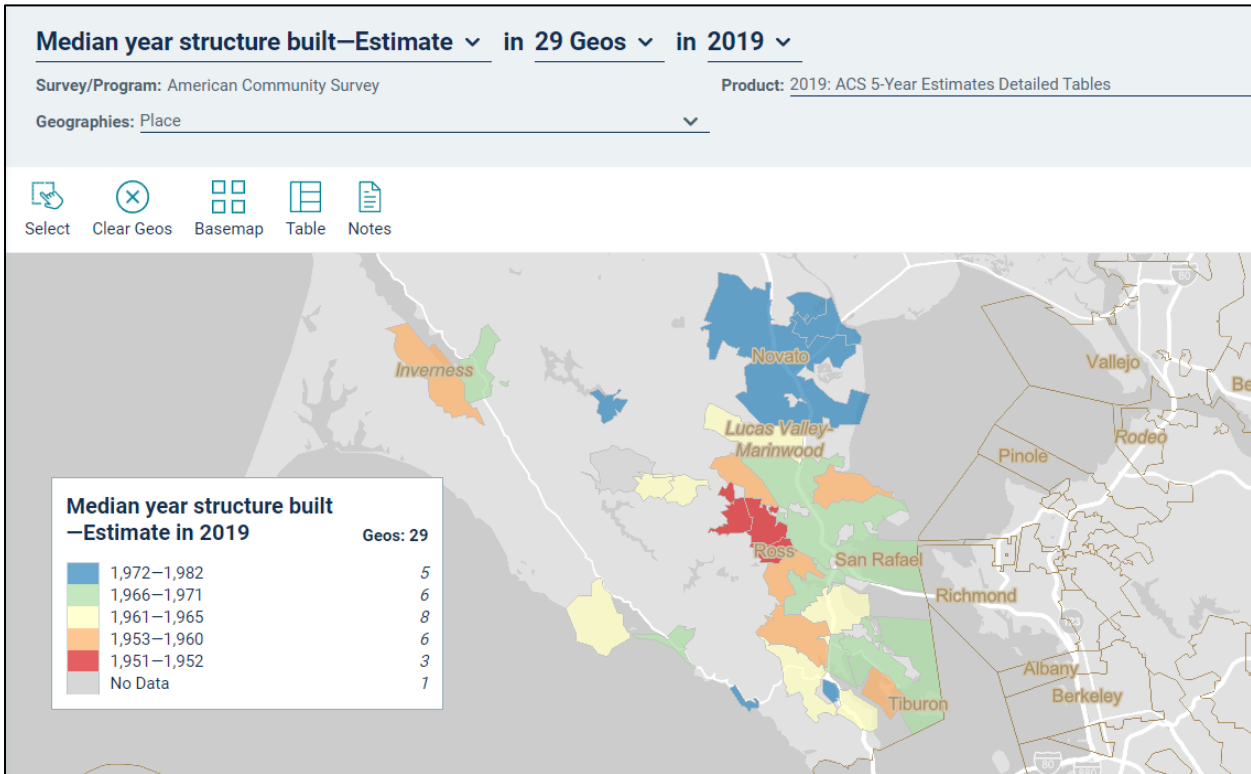 Median year structure built—Estimate in 29 Geos in 2019
Survey/Program: American Community Survey
Product: 2019: ACS 5-Year Estimates Detailed Tables
Geographies: Place
Select Clear Geos Basemap Table Notes
80
Novato
Vallejo
Inverness
Be
Lucas Valley-
Marinwood
Rodeo
Pinole
Median year structure built
—Estimate in 2019
Geos: 29
1,972—1,982 5
1,966—1,971 6
1,961—1,965 8
1,953—1,960 6
1,951—1,952 3
No Data 1
Ross
San Rafael
Richmond
Albany
Berkeley
Tiburon
80